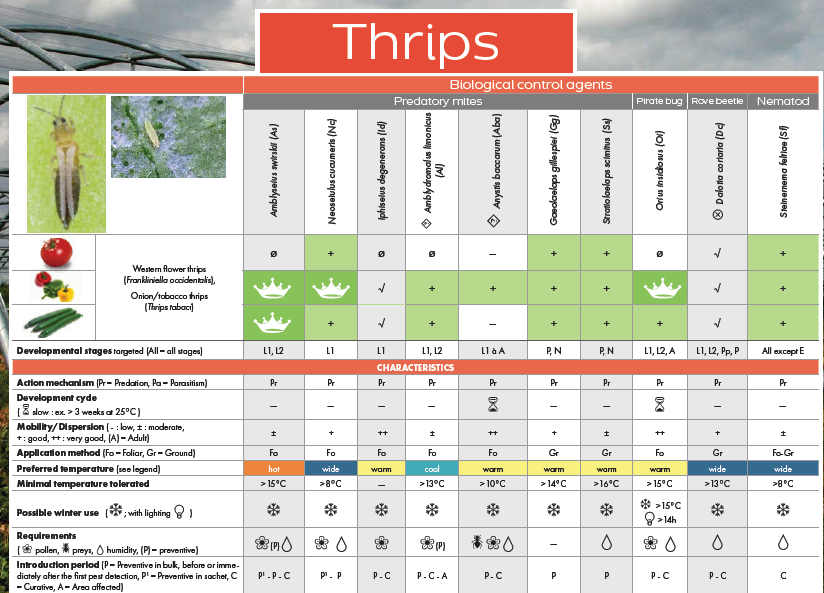 Thrips
Biological control agents
Predatory mites Pirate bug Rove beetle Nematod
Amblyseius swirskii (As)
Neoseiulus cucumeris (Nc)
Iphiseius degenerans (Id)
Amblydromalus limonicus (Al)
Anystis baccarum (Aba)
Gaeolaelaps gillespiei (Gg)
Stratiolaelaps scimitus (Ss)
Orius insidiosus (Oi)
Dalotia coriaria (Dc)
Steinernema feltiae (Sf)
ø + ø ø – + + ø √ +
Western flower thrips
(Frankliniella occidentalis),
√ + + + + √ +
Onion/tobacco thrips
(Thrips tabaci)
+ √ + – + + + √ +
Developmental stages targeted (All = all stages) L1, L2 L1 L1 L1, L2 L1 à A P, N P, N L1, L2, A L1, L2, Pp, P All except E
CHARACTERISTICS
Action mechanism (Pr = Predation, Pa = Parasitism) Pr Pr Pr Pr Pr Pr Pr Pr Pr Pr
Development cycle
( slow : ex. > 3 weeks at 25°C ) – – – – – – – –
Mobility/Dispersion ( - : low, ± : moderate,
+ : good, ++ : very good, (A) = Adult) ± + ++ ± ++ + ± ++ + ±
Application method (Fo = Foliar, Gr = Ground) Fo Fo Fo Fo Fo Gr Gr Fo Gr Fo-Gr
Preferred temperature (see legend) hot wide warm cool warm warm warm warm wide wide
Minimal temperature tolerated >15°C >8°C – >13°C >10°C >14°C >16°C >15°C >13°C >8°C
Possible winter use ( ; with lighting ) >15°C
>14h
Requirements
( pollen, preys, humidity, (P) = preventive) (P) (P) –
Introduction period (P = Preventive in bulk, before or imme-
diately after the first pest detection, P¹ = Preventive in sachet, C
= Curative, A = Area affected) P¹ - P - C P¹ - P P - C P - C - A P - C P P P - C P - C C